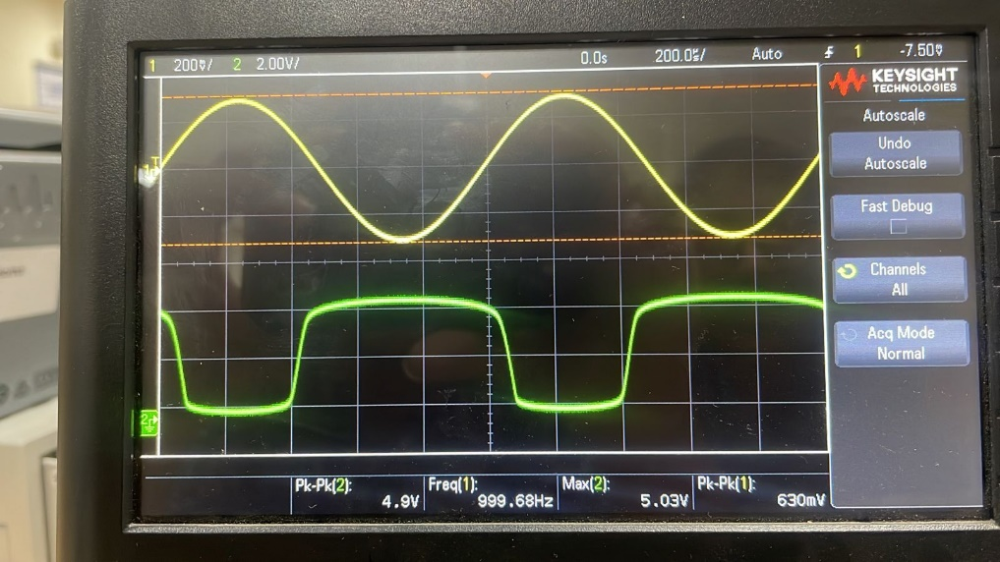 1 200mV/ 2 2.00V/ 0.0s 200.0us/ Auto 1 -7.50mV
KEYSIGHT
TECHNOLOGIES
Autoscale
Undo
Autoscale
Fast Debug
Channels
All
Acq Mode
Normal
Pk-Pk(2): Freq(1): Max(2): Pk-Pk(1):
4.9V 999.68Hz 5.03V 630mV